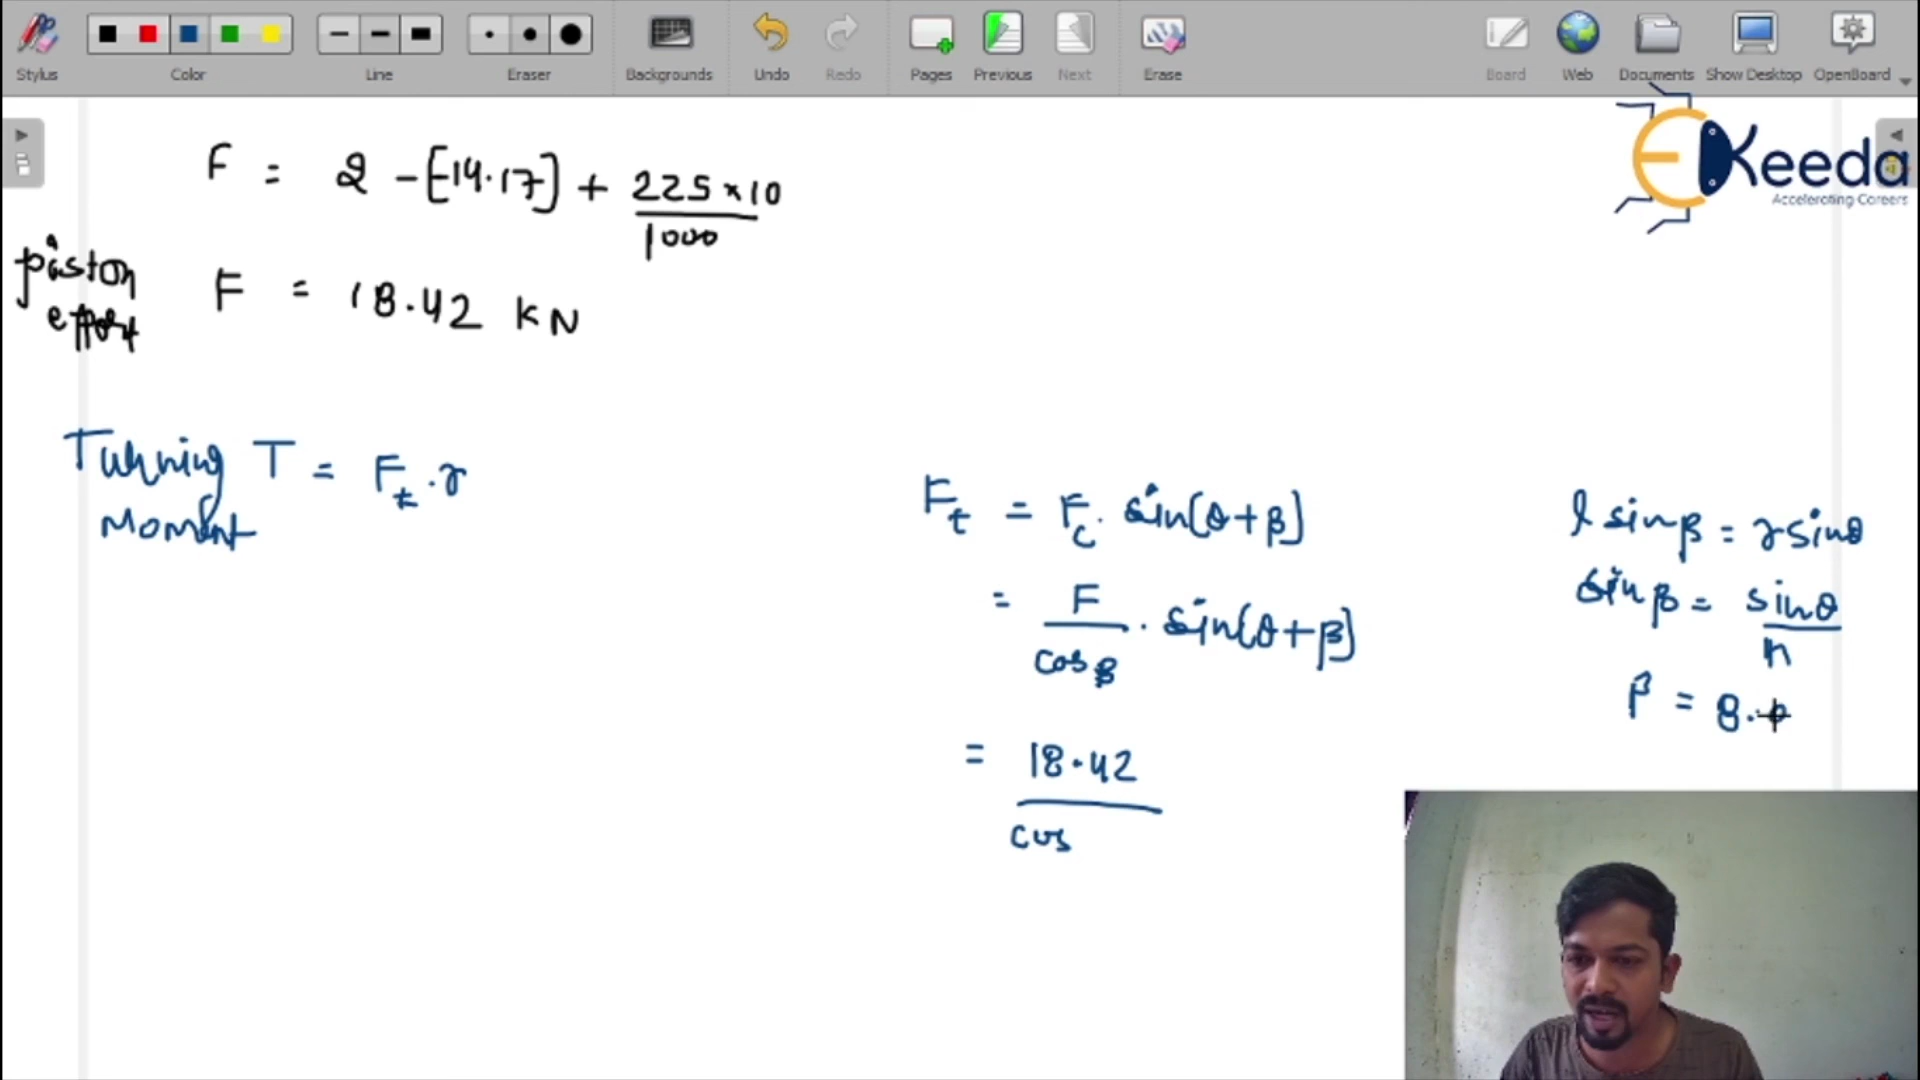 Stylus
Color
Line
Eraser
Backgrounds
Undo
Redo
Pages
Previous
Next
Erase
Board
Web
Documents
Show Desktop
OpenBoard
EKeeda
Accelerating Careers
F = 2 - [-14.17] + 225 × 10
1000
piston effort
F = 18.42 kN
Turning Moment
T = Ft . r
Ft = Fc . sin(θ+β)
= F / cosβ . sin(θ+β)
= 18.42
cos
l sinβ = r sinθ
sinβ = sinθ
n
β = 8.